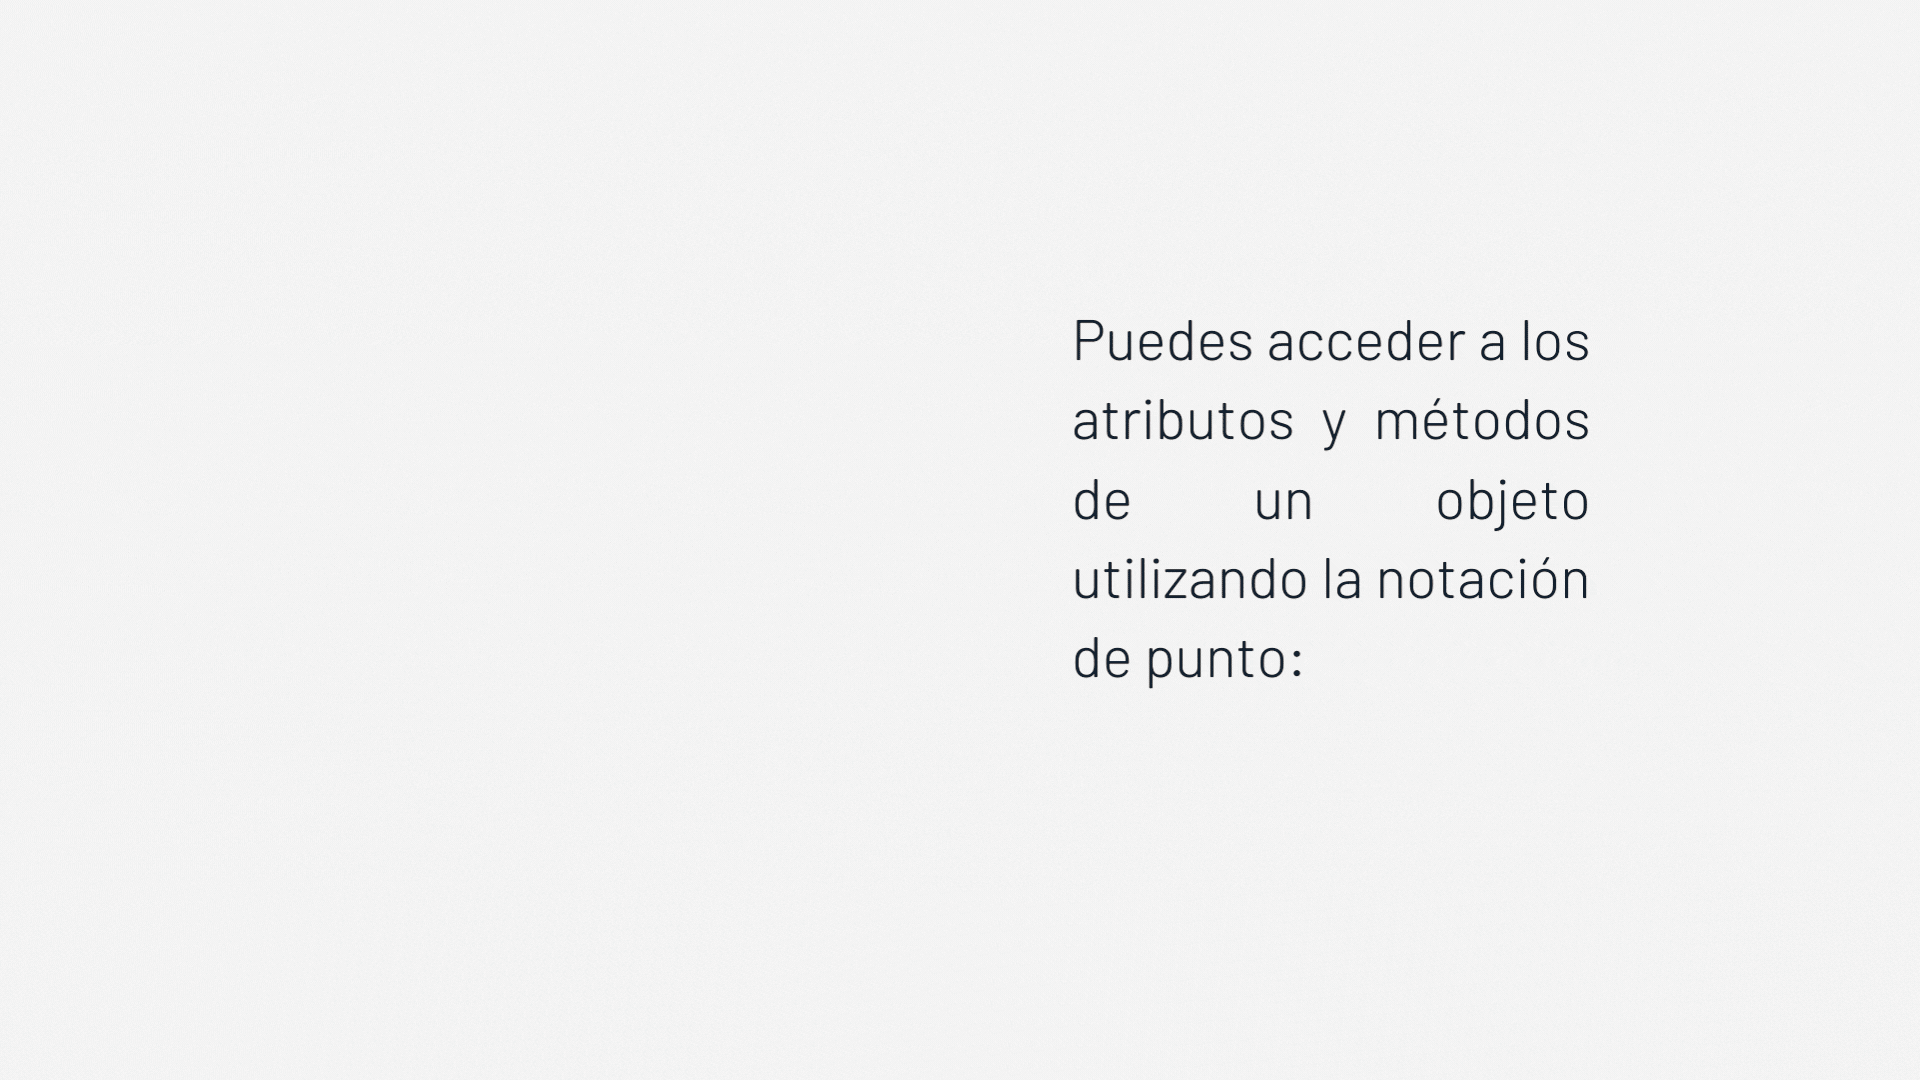 Puedes acceder a los
atributos y métodos
de un objeto
utilizando la notación
de punto: